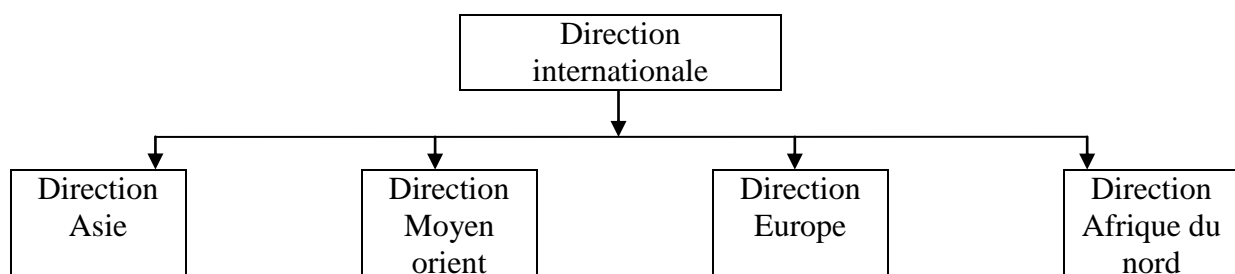 Direction
internationale
Direction
Asie
Direction
Moyen
orient
Direction
Europe
Direction
Afrique du
nord